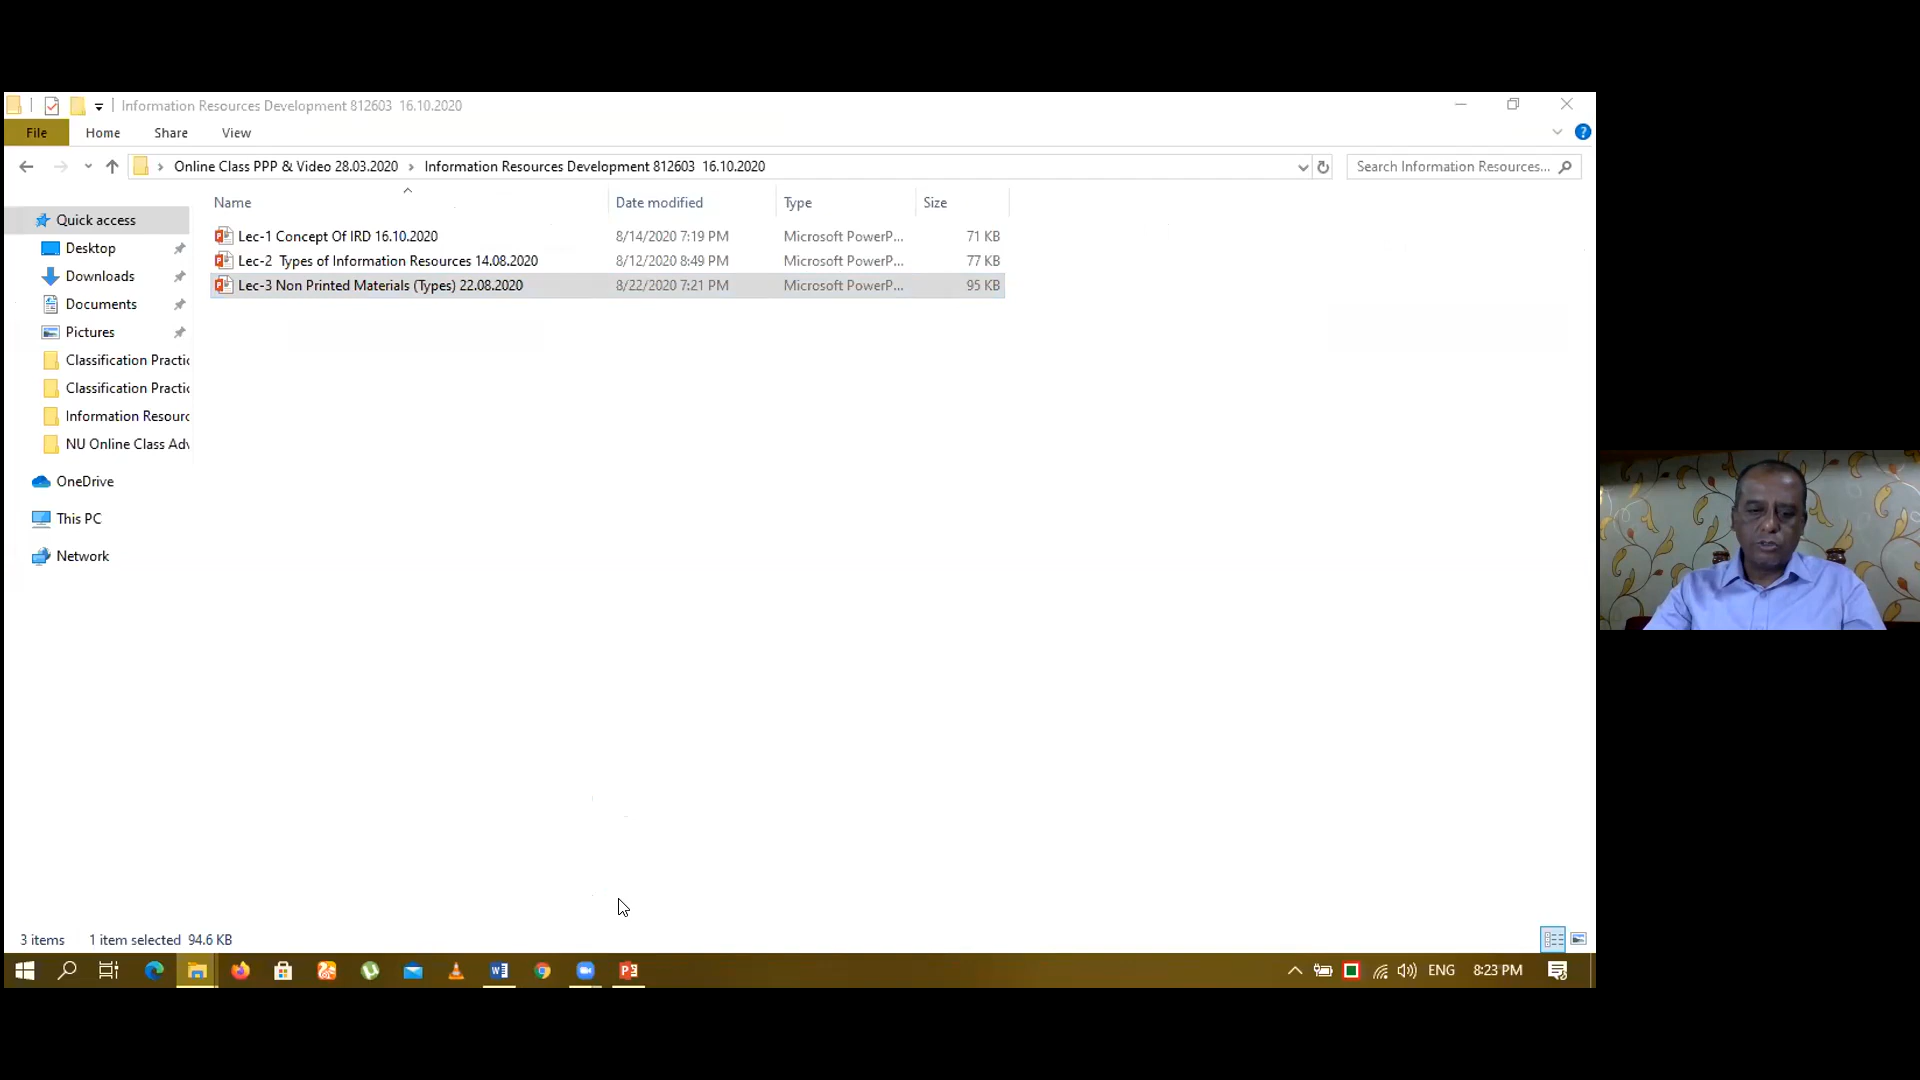 Information Resources Development 812603  16.10.2020
File Home Share View
Online Class PPP & Video 28.03.2020 > Information Resources Development 812603  16.10.2020
Search Information Resources...
Name Date modified Type Size
Quick access
Lec-1 Concept Of IRD 16.10.2020 8/14/2020 7:19 PM Microsoft PowerP... 71 KB
Desktop
Lec-2  Types of Information Resources 14.08.2020 8/12/2020 8:49 PM Microsoft PowerP... 77 KB
Downloads
Lec-3 Non Printed Materials (Types) 22.08.2020 8/22/2020 7:21 PM Microsoft PowerP... 95 KB
Documents
Pictures
Classification Practic
Classification Practic
Information Resourc
NU Online Class Adv
OneDrive
This PC
Network
3 items 1 item selected 94.6 KB
ENG 8:23 PM